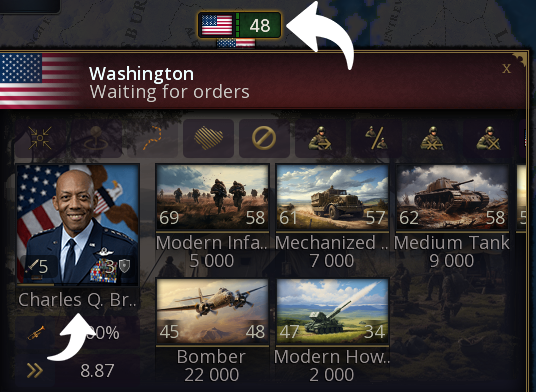 48
Washington
x
Waiting for orders
5 3
69 58
61 57
62 58
Charles Q. Br..
Modern Infa..
5 000
Mechanized ..
7 000
Medium Tank
9 000
45 48
47 34
8.87
Bomber
22 000
Modern How..
2 000